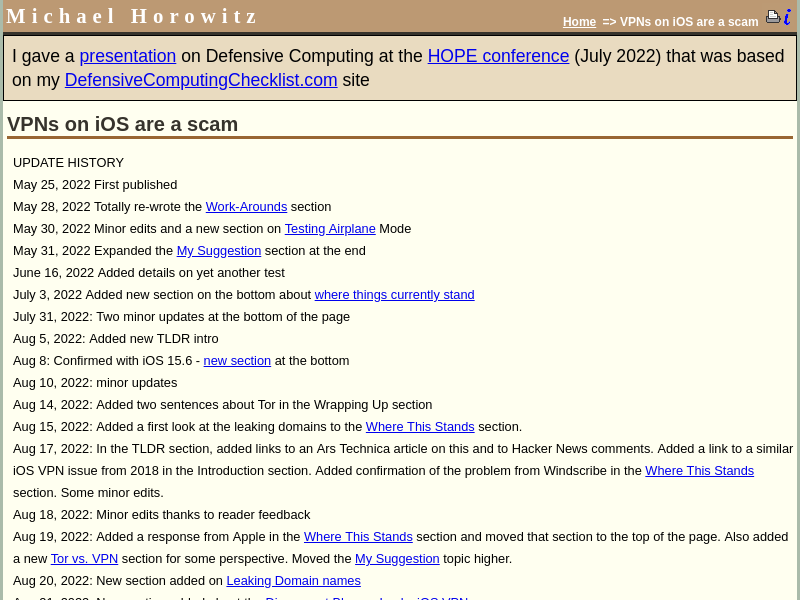 Michael Horowitz
Home => VPNs on iOS are a scam
I gave a presentation on Defensive Computing at the HOPE conference (July 2022) that was based
on my DefensiveComputingChecklist.com site
VPNs on iOS are a scam
UPDATE HISTORY
May 25, 2022 First published
May 28, 2022 Totally re-wrote the Work-Arounds section
May 30, 2022 Minor edits and a new section on Testing Airplane Mode
May 31, 2022 Expanded the My Suggestion section at the end
June 16, 2022 Added details on yet another test
July 3, 2022 Added new section on the bottom about where things currently stand
July 31, 2022: Two minor updates at the bottom of the page
Aug 5, 2022: Added new TLDR intro
Aug 8: Confirmed with iOS 15.6 - new section at the bottom
Aug 10, 2022: minor updates
Aug 14, 2022: Added two sentences about Tor in the Wrapping Up section
Aug 15, 2022: Added a first look at the leaking domains to the Where This Stands section.
Aug 17, 2022: In the TLDR section, added links to an Ars Technica article on this and to Hacker News comments. Added a link to a similar
iOS VPN issue from 2018 in the Introduction section. Added confirmation of the problem from Windscribe in the Where This Stands
section. Some minor edits.
Aug 18, 2022: Minor edits thanks to reader feedback
Aug 19, 2022: Added a response from Apple in the Where This Stands section and moved that section to the top of the page. Also added
a new Tor vs. VPN section for some perspective. Moved the My Suggestion topic higher.
Aug 20, 2022: New section added on Leaking Domain names